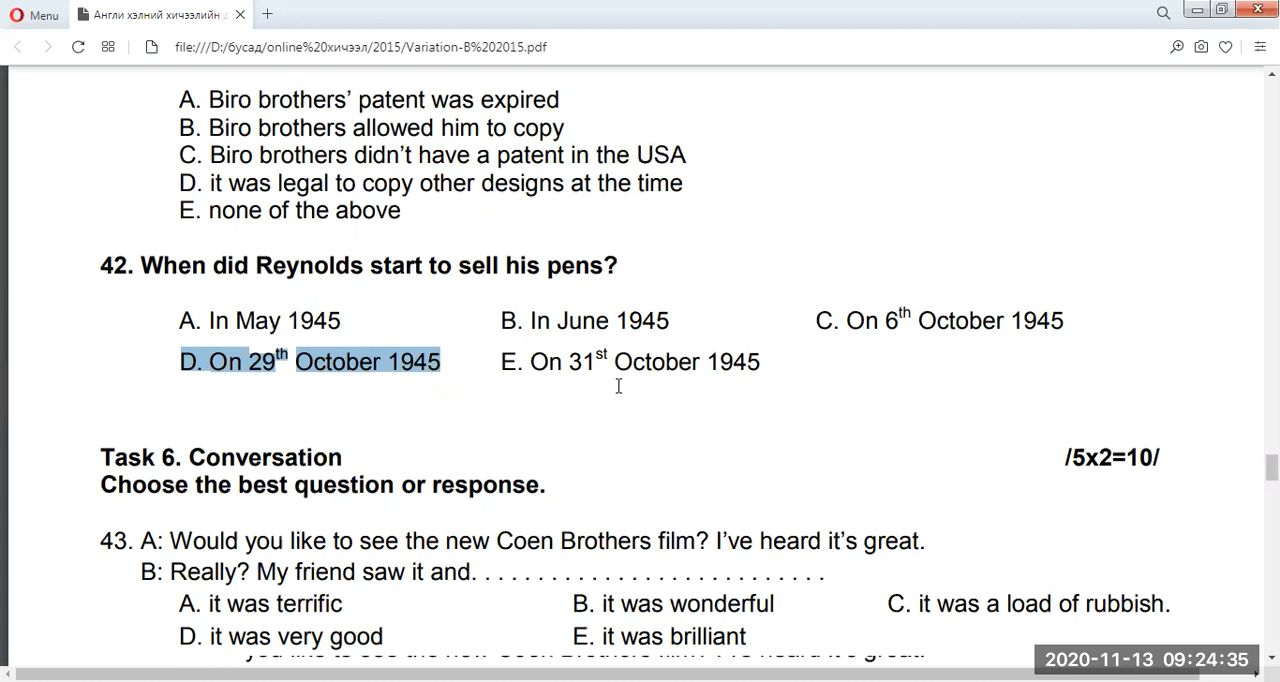 Menu
Англи хэлний хичээлийн
file:///D:/бусад/online%20хичээл/2015/Variation-B%202015.pdf
A. Biro brothers’ patent was expired
B. Biro brothers allowed him to copy
C. Biro brothers didn’t have a patent in the USA
D. it was legal to copy other designs at the time
E. none of the above
42. When did Reynolds start to sell his pens?
A. In May 1945 B. In June 1945 C. On 6th October 1945
D. On 29th October 1945 E. On 31st October 1945
Task 6. Conversation /5x2=10/
Choose the best question or response.
43. A: Would you like to see the new Coen Brothers film? I’ve heard it’s great.
B: Really? My friend saw it and. . . . . . . . . . . . . . . . . . . . . . . . . . .
A. it was terrific B. it was wonderful C. it was a load of rubbish.
D. it was very good E. it was brilliant
2020-11-13 09:24:35